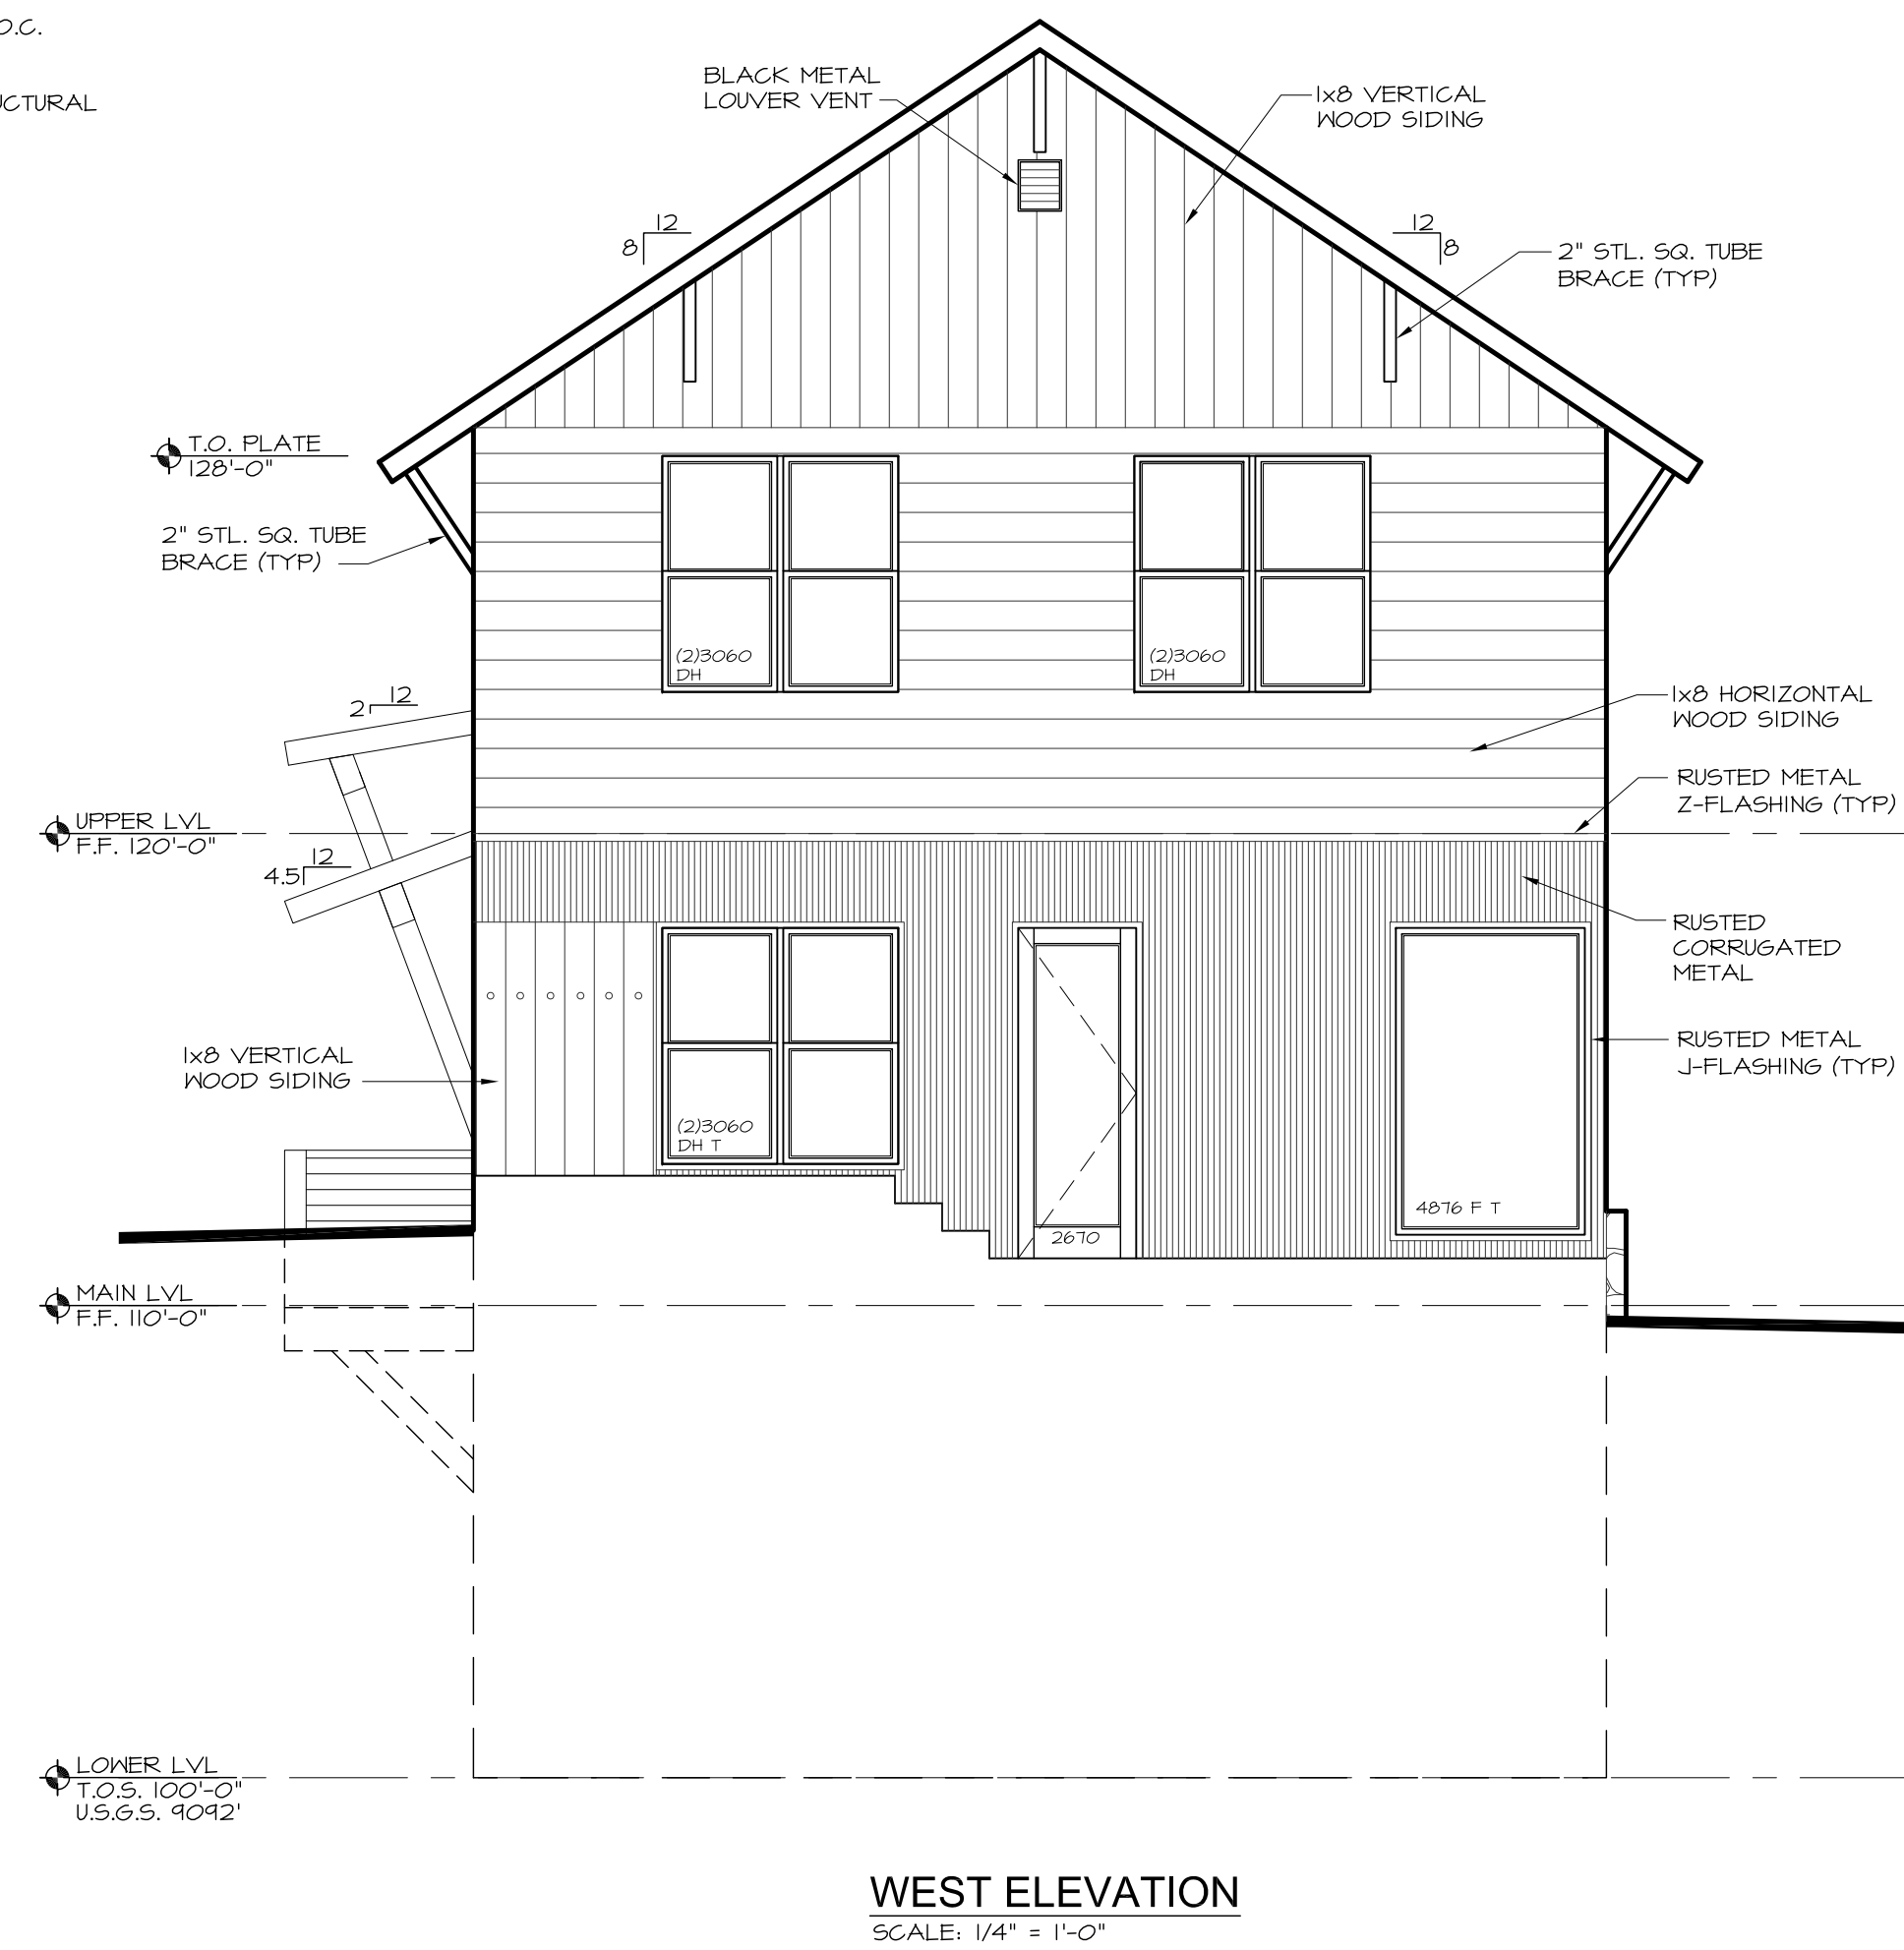 O.C.
UCTURAL
BLACK METAL
LOUVER VENT
1x8 VERTICAL
WOOD SIDING
12
8
12
8
2" STL. SQ. TUBE
BRACE (TYP)
T.O. PLATE
128'-0"
2" STL. SQ. TUBE
BRACE (TYP)
(2)3060
DH
(2)3060
DH
12
2
1x8 HORIZONTAL
WOOD SIDING
RUSTED METAL
Z-FLASHING (TYP)
UPPER LVL
F.F. 120'-0"
12
4.5
RUSTED
CORRUGATED
METAL
RUSTED METAL
J-FLASHING (TYP)
1x8 VERTICAL
WOOD SIDING
(2)3060
DH T
4876 F T
2670
MAIN LVL
F.F. 110'-0"
LOWER LVL
T.O.S. 100'-0"
U.S.G.S. 9092'
WEST ELEVATION
SCALE: 1/4" = 1'-0"